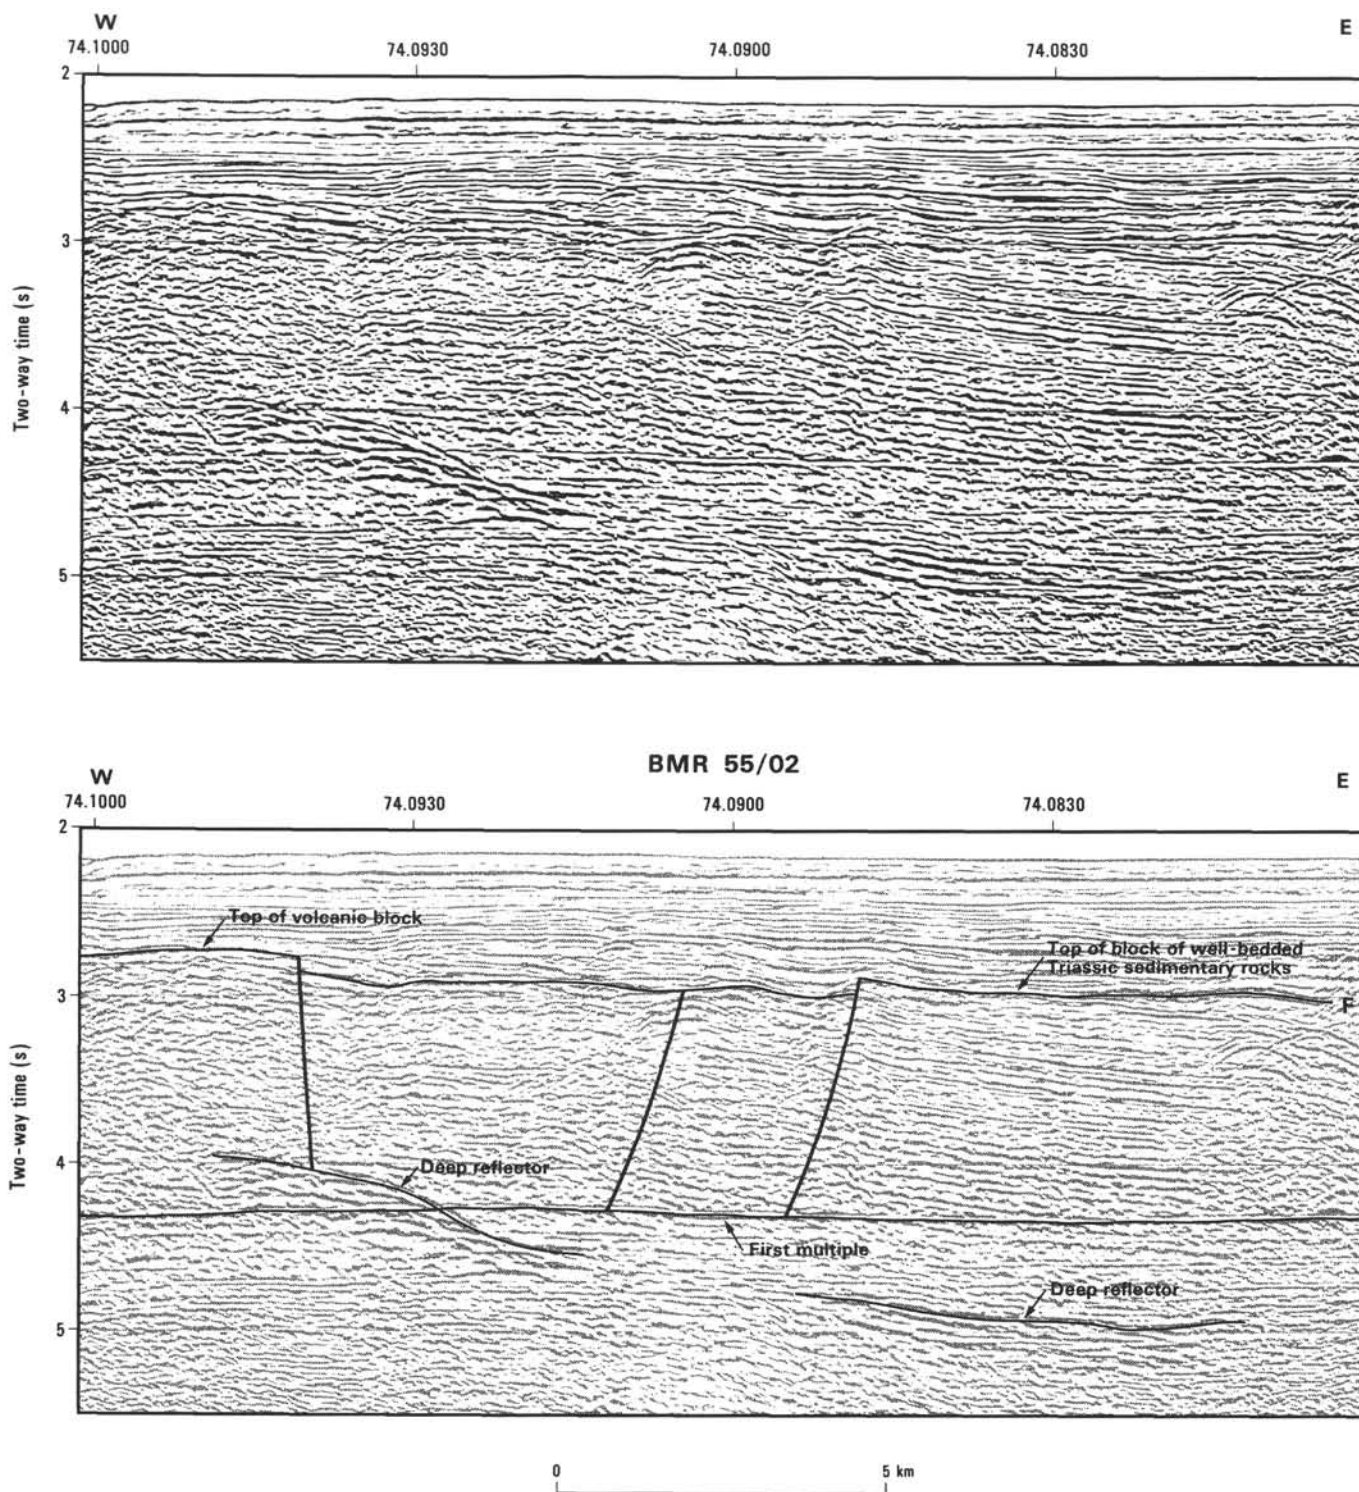 W E
74.1000 74.0930 74.0900 74.0830
2
3
Two-way time (s)
4
5
BMR 55/02
W E
74.1000 74.0930 74.0900 74.0830
2
Top of volcanic block
Top of block of well-bedded
Triassic sedimentary rocks
3
F
Two-way time (s)
4
Deep reflector
First multiple
Deep reflector
5
0 5 km